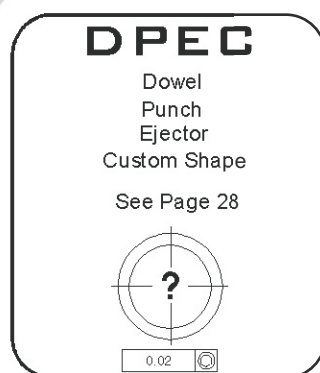 DPEC
Dowel
Punch
Ejector
Custom Shape
See Page 28
?
0.02